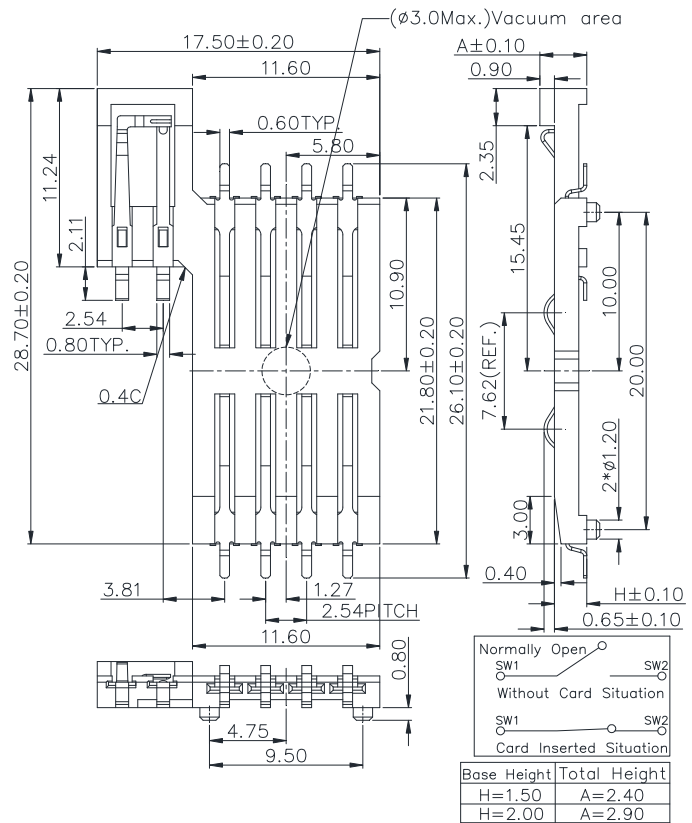 (ø3.0Max.)Vacuum area
17.50±0.20
A±0.10
11.60
0.90
0.60TYP.
5.80
2.35
11.24
2.11
15.45
10.90
10.00
2.54
0.80TYP.
28.70±0.20
21.80±0.20
26.10±0.20
7.62(REF.)
20.00
0.4C
2*ø1.20
3.00
0.40
3.81
1.27
H±0.10
2.54PITCH
0.65±0.10
11.60
0.80
4.75
9.50
Normally Open
SW1 SW2
Without Card Situation
SW1 SW2
Card Inserted Situation
Base Height Total Height
H=1.50 A=2.40
H=2.00 A=2.90